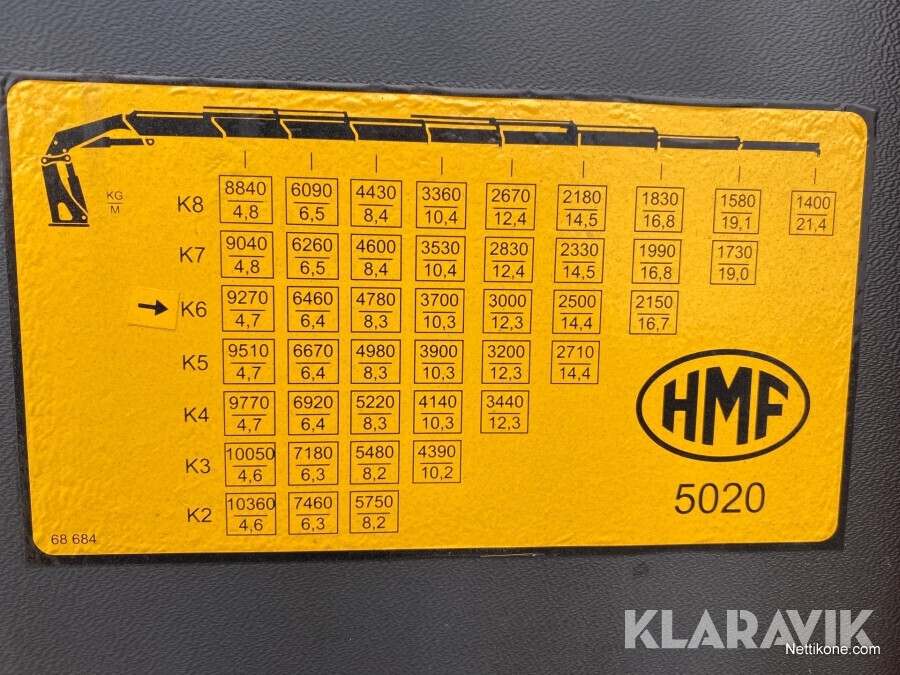 KG
M
K8 8840 6090 4430 3360 2670 2180 1830 1580 1400
4,8 6,5 8,4 10,4 12,4 14,5 16,8 19,1 21,4
K7 9040 6260 4600 3530 2830 2330 1990 1730
4,8 6,5 8,4 10,4 12,4 14,5 16,8 19,0
K6 9270 6460 4780 3700 3000 2500 2150
4,7 6,4 8,3 10,3 12,3 14,4 16,7
K5 9510 6670 4980 3900 3200 2710
4,7 6,4 8,3 10,3 12,3 14,4
K4 9770 6920 5220 4140 3440
4,7 6,4 8,3 10,3 12,3
K3 10050 7180 5480 4390
4,6 6,3 8,2 10,2
K2 10360 7460 5750
4,6 6,3 8,2
HMF
5020
68 684
KLARAVIK
Nettikone.com